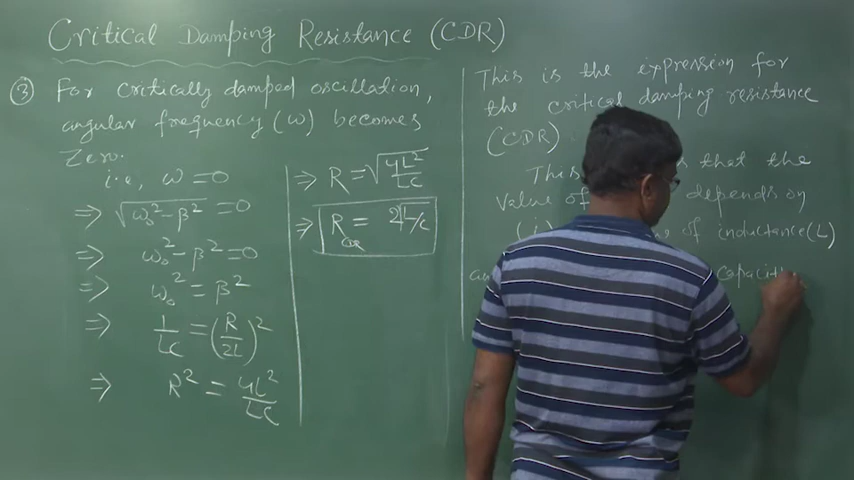 Critical Damping Resistance (CDR)
③ For critically damped oscillation,
angular frequency (ω) becomes
Zero.
i.e, ω = 0
⇒ √(ω₀² − β²) = 0
⇒ ω₀² − β² = 0
⇒ ω₀² = β²
⇒ 1/LC = (R/2L)²
⇒ R² = 4L²/LC
⇒ R = √(4L²/LC)
⇒ R_CDR = 2√(L/C)
This is the expression for
the critical damping resistance
(CDR).
This that the
value of depends on
(i) of inductance (L)
capacit